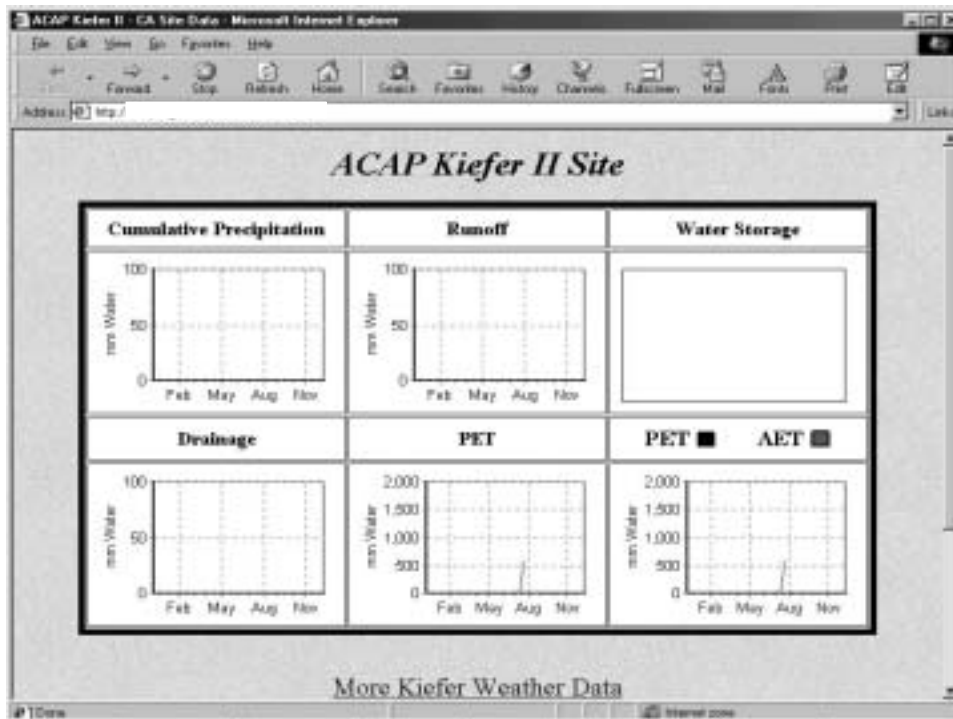 ACAP Kiefer II - CA Site Data - Microsoft Internet Explorer
File Edit View Go Favorites Help
Forward Stop Refresh Home Search Favorites History Channels Fullscreen Mail Fonts Print Edit
Address http:/ Links
ACAP Kiefer II Site
Cumulative Precipitation Runoff Water Storage
mm Water 100 50 0 Feb May Aug Nov
mm Water 100 50 0 Feb May Aug Nov
Drainage PET PET AET
mm Water 100 50 0 Feb May Aug Nov
mm Water 2,000 1,500 1,000 500 0 Feb May Aug Nov
mm Water 2,000 1,500 1,000 500 0 Feb May Aug Nov
More Kiefer Weather Data
Done Internet zone